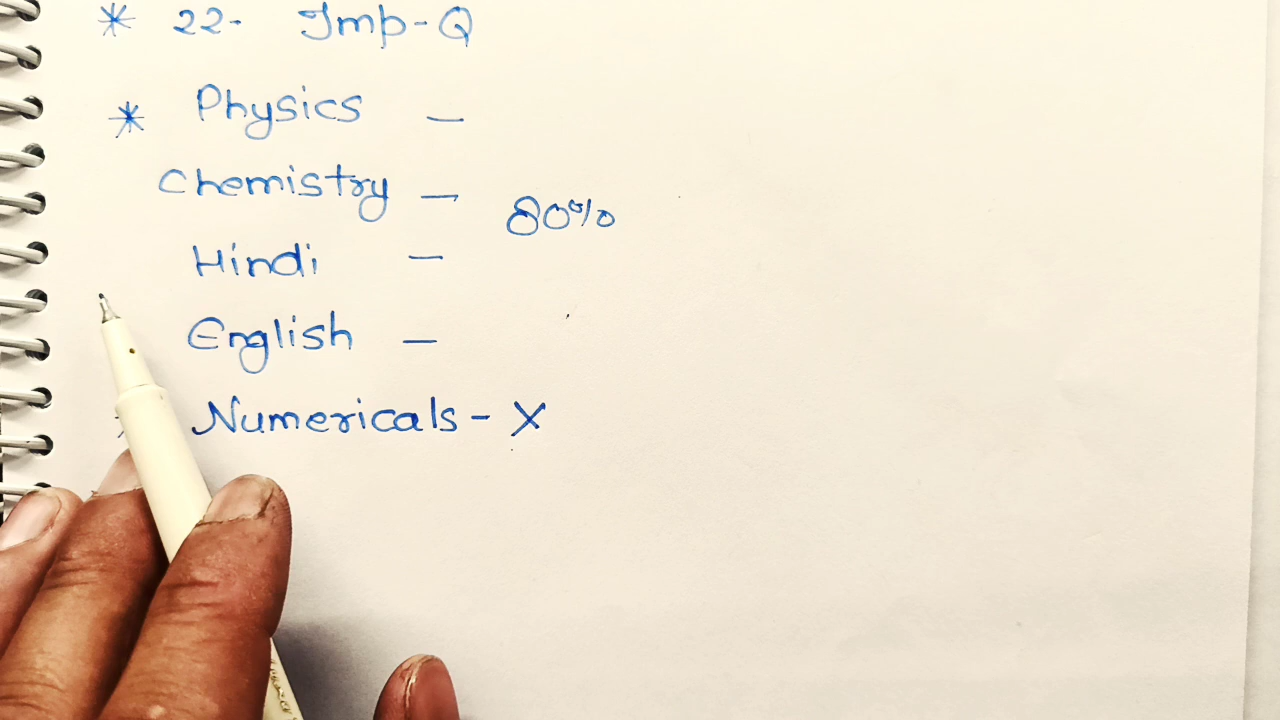 * 22- Imp-Q
* Physics -
Chemistry -
80%
Hindi -
English -
Numericals - X